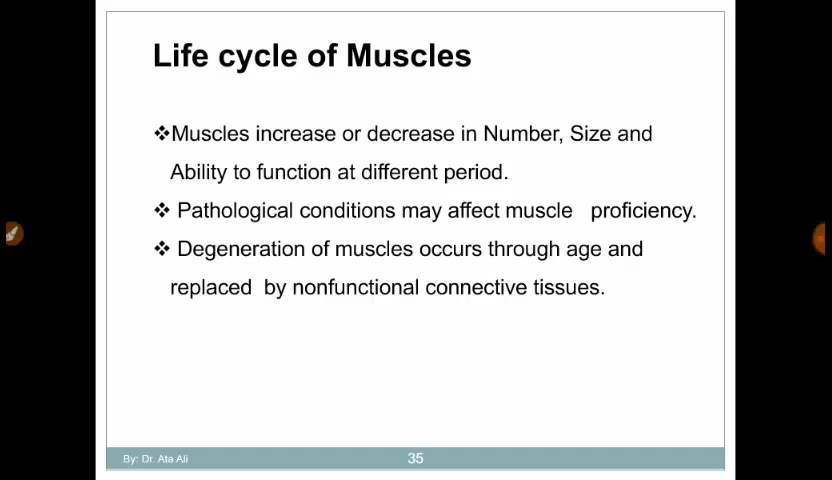 Life cycle of Muscles
❖Muscles increase or decrease in Number, Size and
Ability to function at different period.
❖ Pathological conditions may affect muscle proficiency.
❖ Degeneration of muscles occurs through age and
replaced by nonfunctional connective tissues.
By: Dr. Ata Ali 35